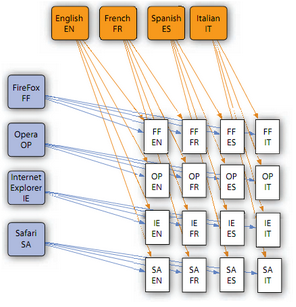 English
EN
French
FR
Spanish
ES
Italian
IT
FireFox
FF
Opera
OP
Internet
Explorer
IE
Safari
SA
FF
EN
FF
FR
FF
ES
FF
IT
OP
EN
OP
FR
OP
ES
OP
IT
IE
EN
IE
FR
IE
ES
IE
IT
SA
EN
SA
FR
SA
ES
SA
IT